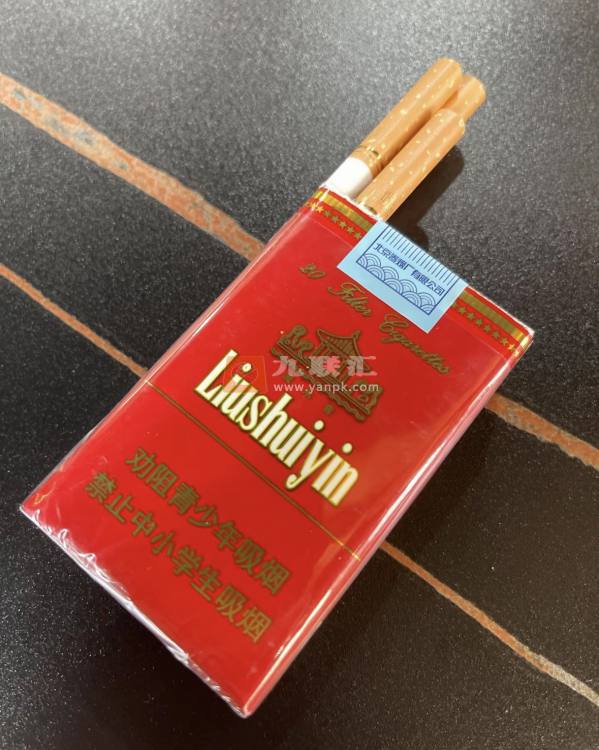 北京卷烟厂有限公司
20 Filter Cigarettes
九联汇
www.yanpk.com
Liushuiyin
劝阻青少年吸烟
禁止中小学生吸烟